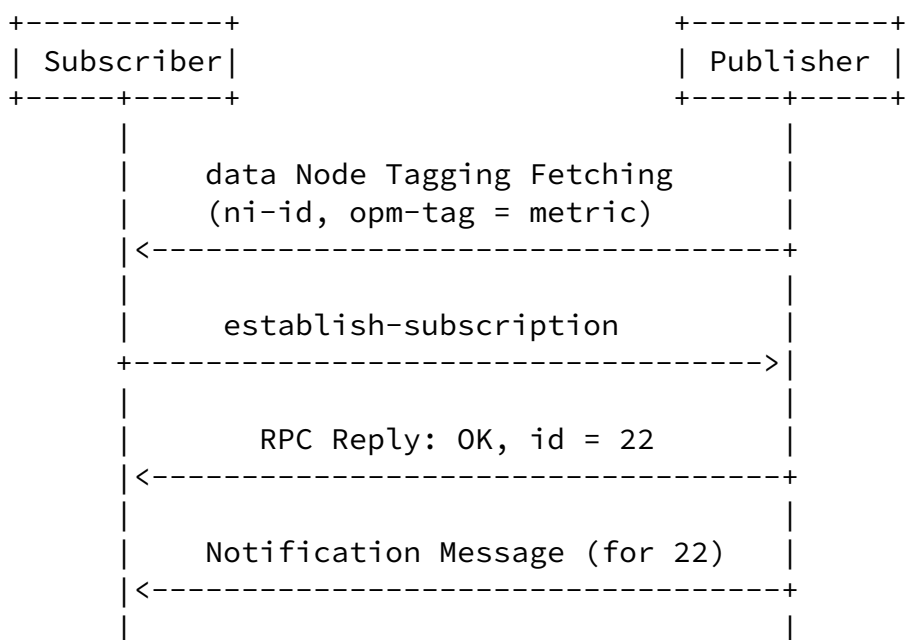 Subscriber
Publisher
data Node Tagging Fetching
(ni-id, opm-tag = metric)
establish-subscription
RPC Reply: OK, id = 22
Notification Message (for 22)